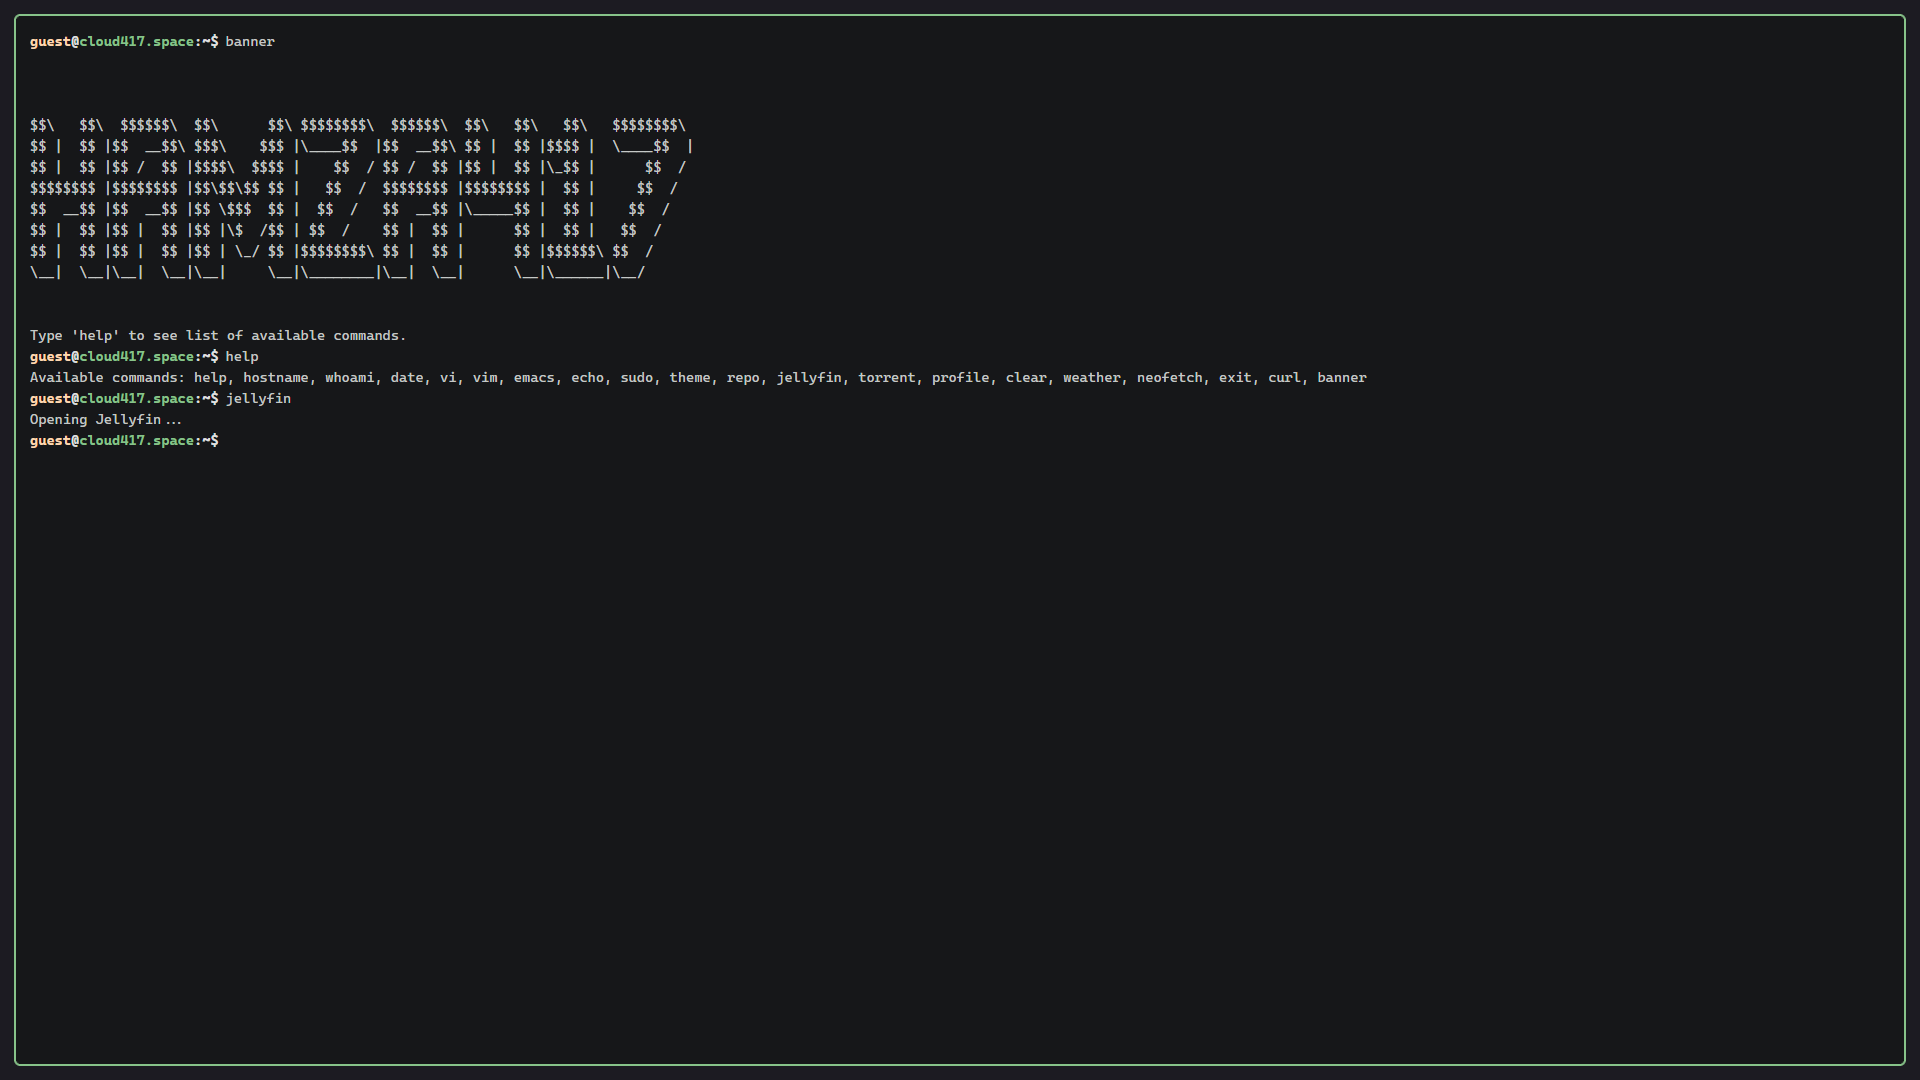 guest@cloud417.space:~$ banner
$$\   $$\  $$$$$$\  $$\      $$\ $$$$$$$$\  $$$$$$\  $$\   $$\   $$\   $$$$$$$$\
$$ |  $$ |$$  __$$\ $$$\    $$$ |\____$$  |$$  __$$\ $$ |  $$ |$$$$ |  \____$$  |
$$ |  $$ |$$ /  $$ |$$$$\  $$$$ |    $$  / $$ /  $$ |$$ |  $$ |\_$$ |      $$  /
$$$$$$$$ |$$$$$$$$ |$$\$$\$$ $$ |   $$  /  $$$$$$$$ |$$$$$$$$ |  $$ |     $$  /
$$  __$$ |$$  __$$ |$$ \$$$  $$ |  $$  /   $$  __$$ |\_____$$ |  $$ |    $$  /
$$ |  $$ |$$ |  $$ |$$ |\$  /$$ | $$  /    $$ |  $$ |      $$ |  $$ |   $$  /
$$ |  $$ |$$ |  $$ |$$ | \_/ $$ |$$$$$$$$\ $$ |  $$ |      $$ |$$$$$$\ $$  /
\__|  \__|\__|  \__|\__|     \__|\________|\__|  \__|      \__|\______|\__/
Type 'help' to see list of available commands.
guest@cloud417.space:~$ help
Available commands: help, hostname, whoami, date, vi, vim, emacs, echo, sudo, theme, repo, jellyfin, torrent, profile, clear, weather, neofetch, exit, curl, banner
guest@cloud417.space:~$ jellyfin
Opening Jellyfin...
guest@cloud417.space:~$